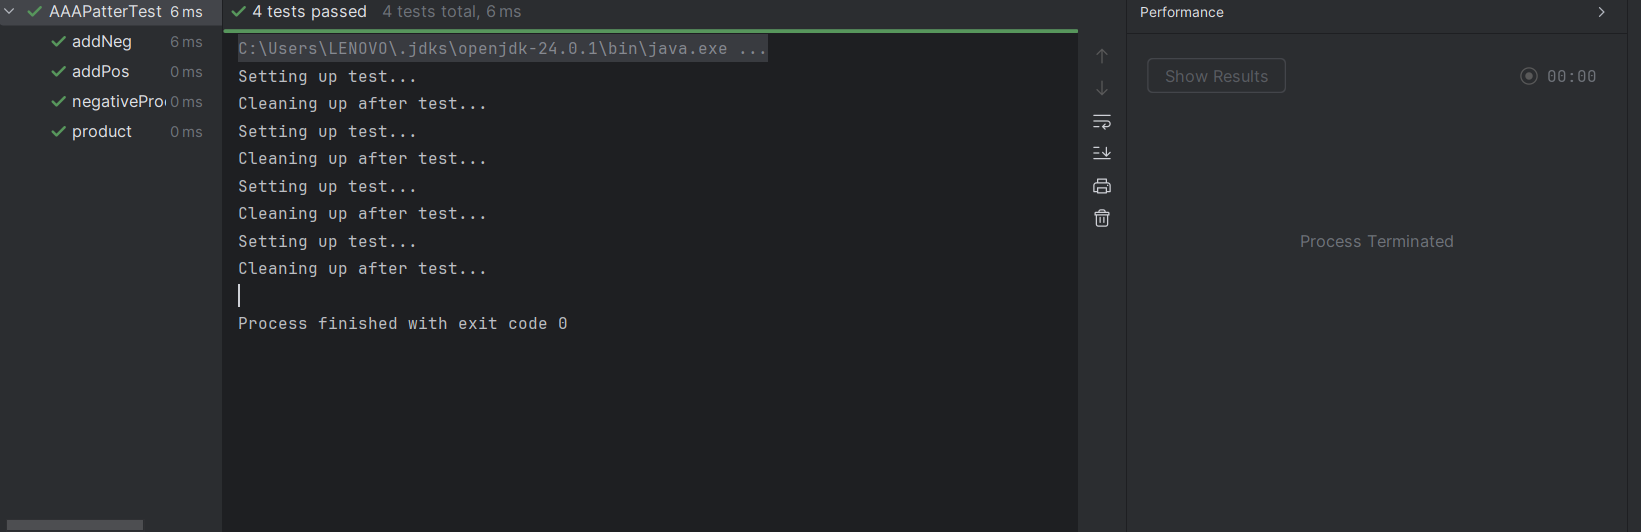 AAAPatterTest 6 ms
addNeg 6 ms
addPos 0 ms
negativePro 0 ms
product 0 ms
4 tests passed 4 tests total, 6 ms
C:\Users\LENOVO\.jdks\openjdk-24.0.1\bin\java.exe ...
Setting up test...
Cleaning up after test...
Setting up test...
Cleaning up after test...
Setting up test...
Cleaning up after test...
Setting up test...
Cleaning up after test...
Process finished with exit code 0
Performance
Show Results 00:00
Process Terminated